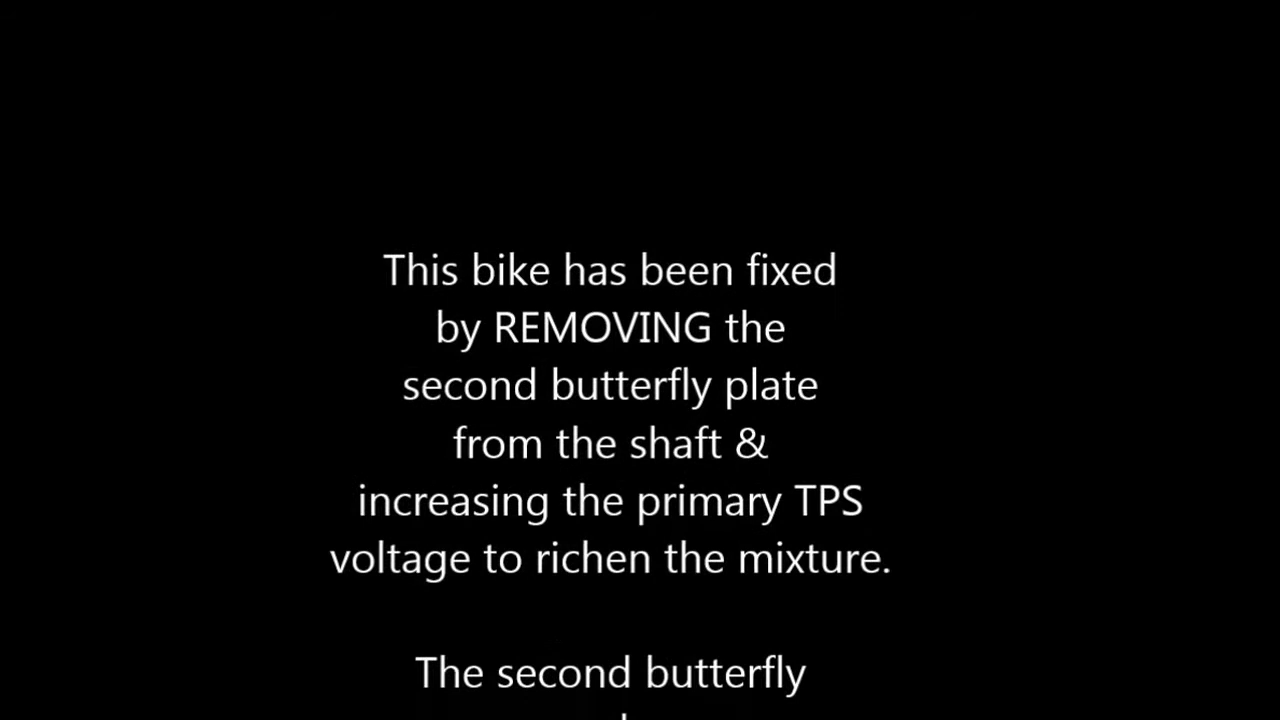 This bike has been fixed
by REMOVING the
second butterfly plate
from the shaft &
increasing the primary TPS
voltage to richen the mixture.
The second butterfly